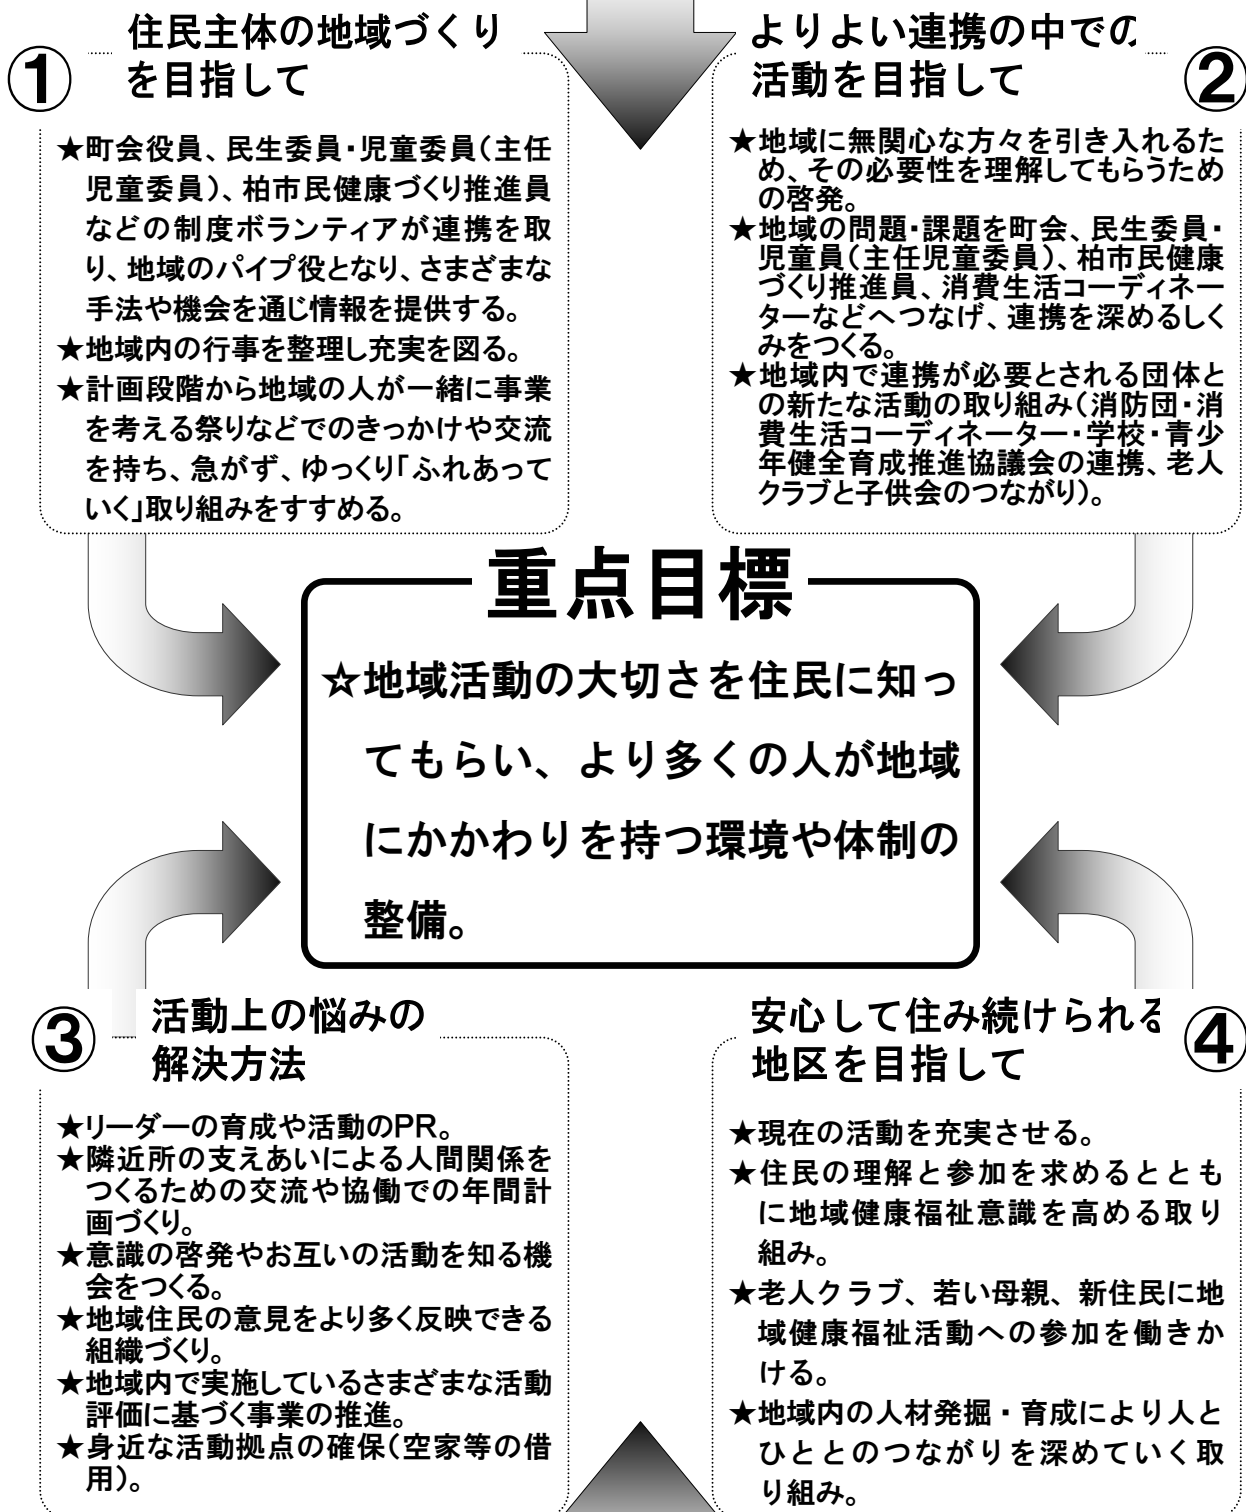 ①
住民主体の地域づくり
を目指して
★町会役員、民生委員・児童委員(主任
児童委員)、柏市民健康づくり推進員
などの制度ボランティアが連携を取
り、地域のパイプ役となり、さまざまな
手法や機会を通じ情報を提供する。
★地域内の行事を整理し充実を図る。
★計画段階から地域の人が一緒に事業
を考える祭りなどでのきっかけや交流
を持ち、急がず、ゆっくり「ふれあって
いく」取り組みをすすめる。
よりよい連携の中での
活動を目指して
②
★地域に無関心な方々を引き入れるた
め、その必要性を理解してもらうため
の啓発。
★地域の問題・課題を町会、民生委員・
児童員(主任児童委員)、柏市民健康
づくり推進員、消費生活コーディネー
ターなどへつなげ、連携を深めるしく
みをつくる。
★地域内で連携が必要とされる団体と
の新たな活動の取り組み(消防団・消
費生活コーディネーター・学校・青少
年健全育成推進協議会の連携、老人
クラブと子供会のつながり)。
重点目標
☆地域活動の大切さを住民に知っ
てもらい、より多くの人が地域
にかかわりを持つ環境や体制の
整備。
③
活動上の悩みの
解決方法
★リーダーの育成や活動のPR。
★隣近所の支えあいによる人間関係を
つくるための交流や協働での年間計
画づくり。
★意識の啓発やお互いの活動を知る機
会をつくる。
★地域住民の意見をより多く反映できる
組織づくり。
★地域内で実施しているさまざまな活動
評価に基づく事業の推進。
★身近な活動拠点の確保(空家等の借
用)。
安心して住み続けられる
地区を目指して
④
★現在の活動を充実させる。
★住民の理解と参加を求めるととも
に地域健康福祉意識を高める取り
組み。
★老人クラブ、若い母親、新住民に地
域健康福祉活動への参加を働きか
ける。
★地域内の人材発掘・育成により人と
ひととのつながりを深めていく取
り組み。